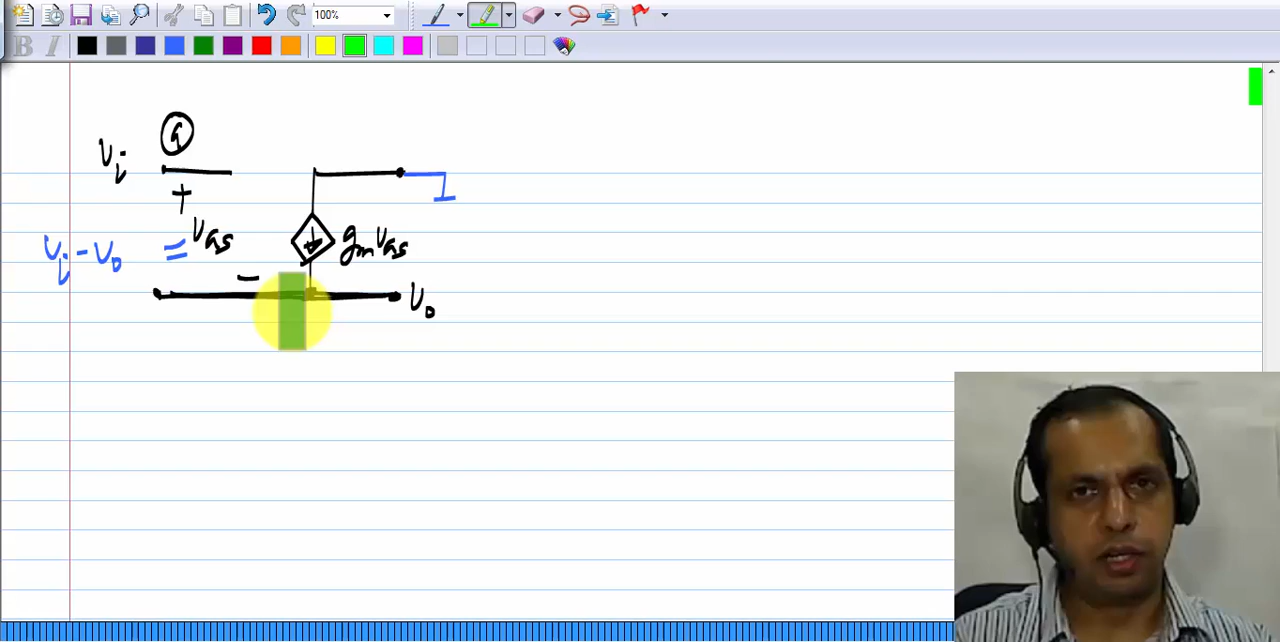 B I
100%
G
Vi
+
Vi - Vo = VGS
gmVGS
-
Vo